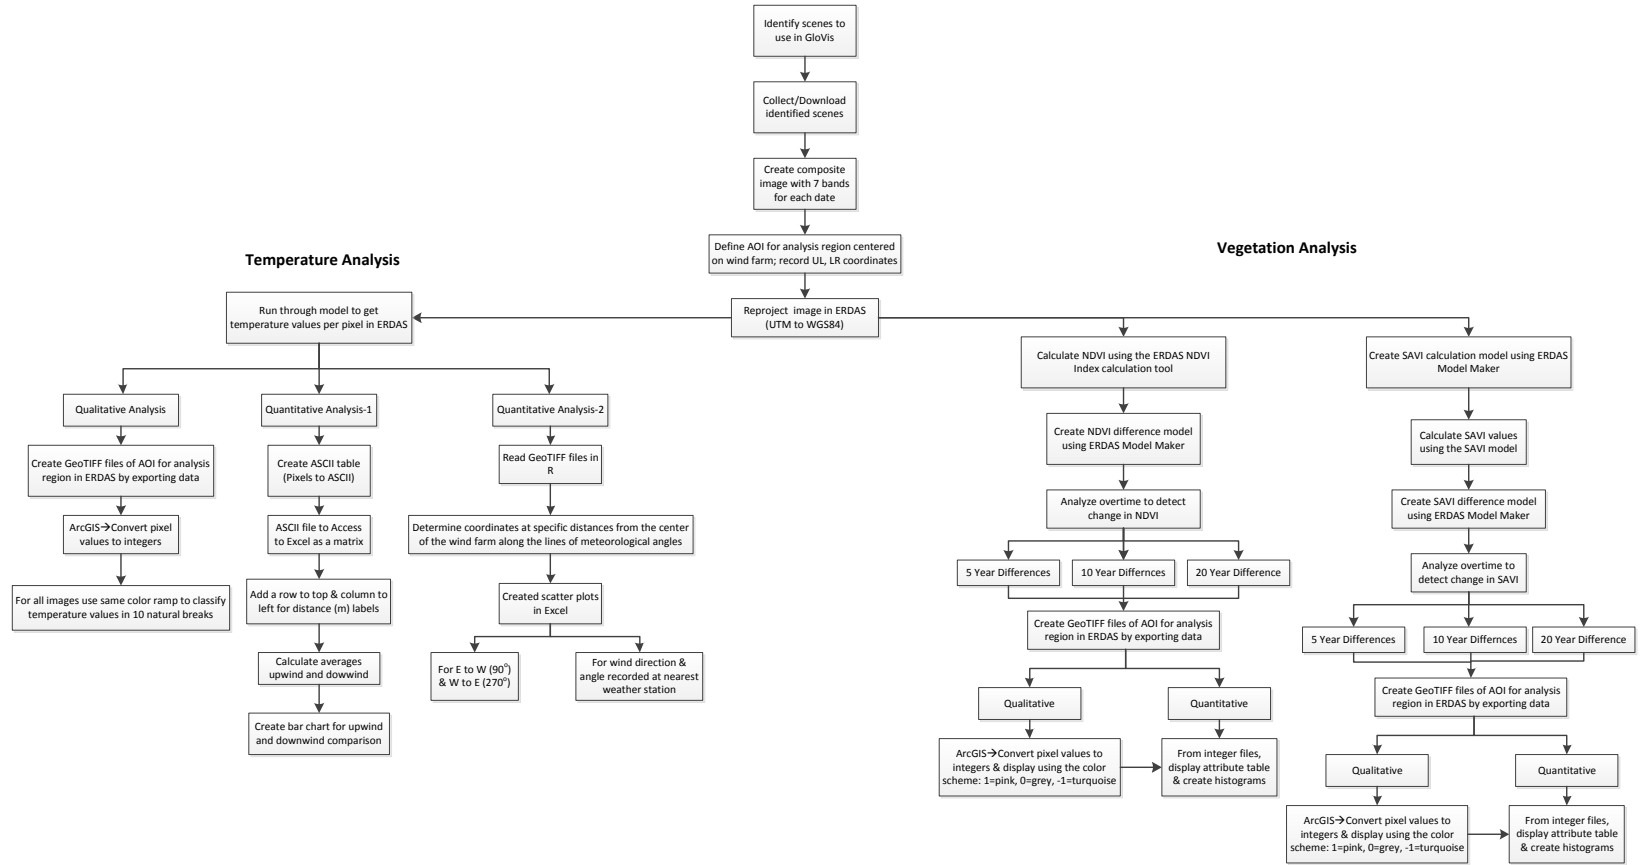 Identify scenes to
use in GloVis
Collect/Download
identified scenes
Create composite
image with 7 bands
for each date
Define AOI for analysis region centered
on wind farm; record UL, LR coordinates
Reproject image in ERDAS
(UTM to WGS84)
Temperature Analysis
Run through model to get
temperature values per pixel in ERDAS
Qualitative Analysis
Create GeoTIFF files of AOI for analysis
region in ERDAS by exporting data
ArcGIS→Convert pixel
values to integers
For all images use same color ramp to classify
temperature values in 10 natural breaks
Quantitative Analysis-1
Create ASCII table
(Pixels to ASCII)
ASCII file to Access
to Excel as a matrix
Add a row to top & column to
left for distance (m) labels
Calculate averages
upwind and dowwind
Create bar chart for upwind
and downwind comparison
Quantitative Analysis-2
Read GeoTIFF files in
R
Determine coordinates at specific distances from the center
of the wind farm along the lines of meteorological angles
Created scatter plots
in Excel
For E to W (90°)
& W to E (270°)
For wind direction &
angle recorded at nearest
weather station
Vegetation Analysis
Calculate NDVI using the ERDAS NDVI
Index calculation tool
Create NDVI difference model
using ERDAS Model Maker
Analyze overtime to detect
change in NDVI
5 Year Differences
10 Year Differnces
20 Year Difference
Create GeoTIFF files of AOI for analysis
region in ERDAS by exporting data
Qualitative
Quantitative
ArcGIS→Convert pixel values to
integers & display using the color
scheme: 1=pink, 0=grey, -1=turquoise
From integer files,
display attribute table
& create histograms
Create SAVI calculation model using ERDAS
Model Maker
Calculate SAVI values
using the SAVI model
Create SAVI difference model
using ERDAS Model Maker
Analyze overtime to
detect change in SAVI
5 Year Differences
10 Year Differnces
20 Year Difference
Create GeoTIFF files of AOI for analysis
region in ERDAS by exporting data
Qualitative
Quantitative
ArcGIS→Convert pixel values to
integers & display using the color
scheme: 1=pink, 0=grey, -1=turquoise
From integer files,
display attribute table
& create histograms